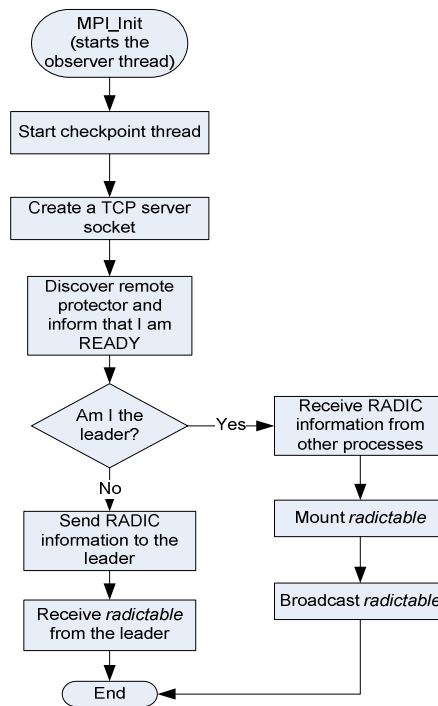 MPI_Init
(starts the
observer thread)
Start checkpoint thread
Create a TCP server
socket
Discover remote
protector and
inform that I am
READY
Am I the
leader?
Yes
Receive RADIC
information from
other processes
No
Send RADIC
information to the
leader
Mount radictable
Receive radictable
from the leader
Broadcast radictable
End